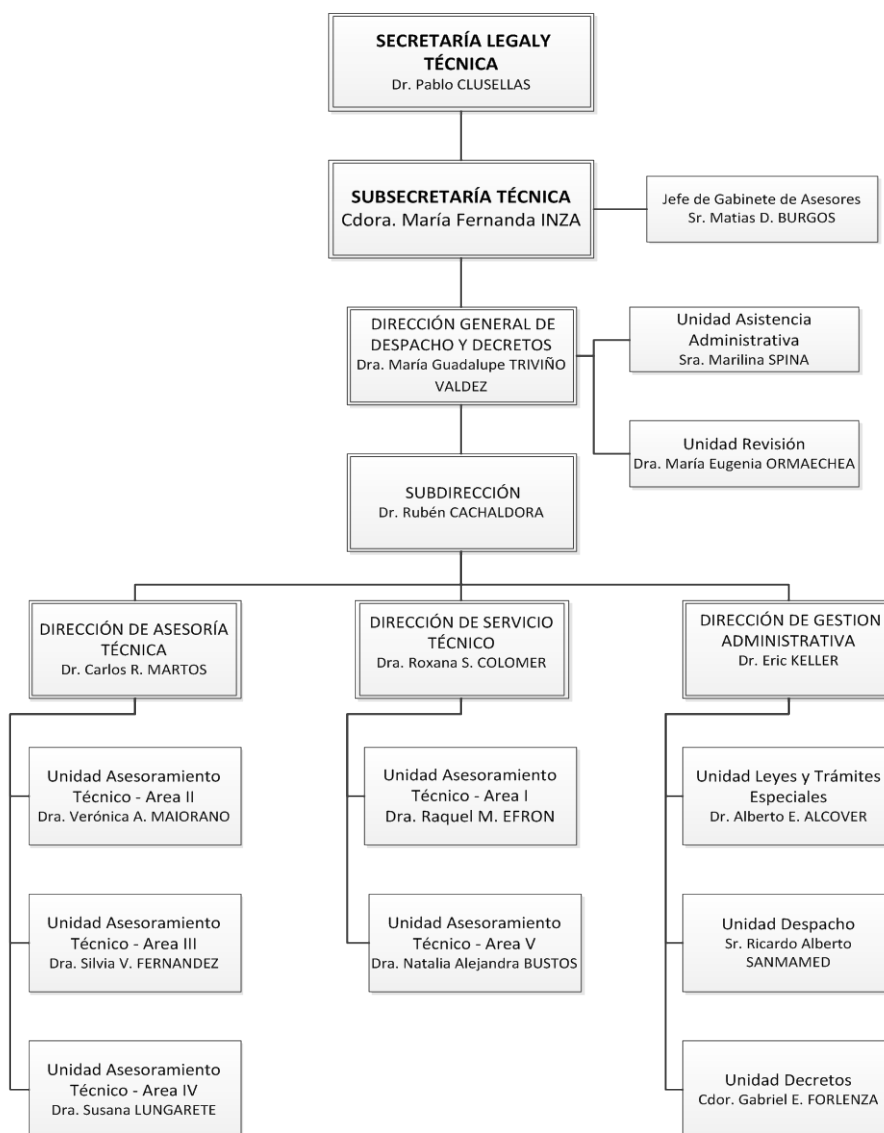 SECRETARÍA LEGALY
TÉCNICA
Dr. Pablo CLUSELLAS
SUBSECRETARÍA TÉCNICA
Cdora. María Fernanda INZA
Jefe de Gabinete de Asesores
Sr. Matias D. BURGOS
DIRECCIÓN GENERAL DE
DESPACHO Y DECRETOS
Dra. María Guadalupe TRIVIÑO
VALDEZ
Unidad Asistencia
Administrativa
Sra. Marilina SPINA
Unidad Revisión
Dra. María Eugenia ORMAECHEA
SUBDIRECCIÓN
Dr. Rubén CACHALDORA
DIRECCIÓN DE ASESORÍA
TÉCNICA
Dr. Carlos R. MARTOS
DIRECCIÓN DE SERVICIO
TÉCNICO
Dra. Roxana S. COLOMER
DIRECCIÓN DE GESTION
ADMINISTRATIVA
Dr. Eric KELLER
Unidad Asesoramiento
Técnico - Area II
Dra. Verónica A. MAIORANO
Unidad Asesoramiento
Técnico - Area I
Dra. Raquel M. EFRON
Unidad Leyes y Trámites
Especiales
Dr. Alberto E. ALCOVER
Unidad Asesoramiento
Técnico - Area III
Dra. Silvia V. FERNANDEZ
Unidad Asesoramiento
Técnico - Area V
Dra. Natalia Alejandra BUSTOS
Unidad Despacho
Sr. Ricardo Alberto
SANMAMED
Unidad Asesoramiento
Técnico - Area IV
Dra. Susana LUNGARETE
Unidad Decretos
Cdor. Gabriel E. FORLENZA